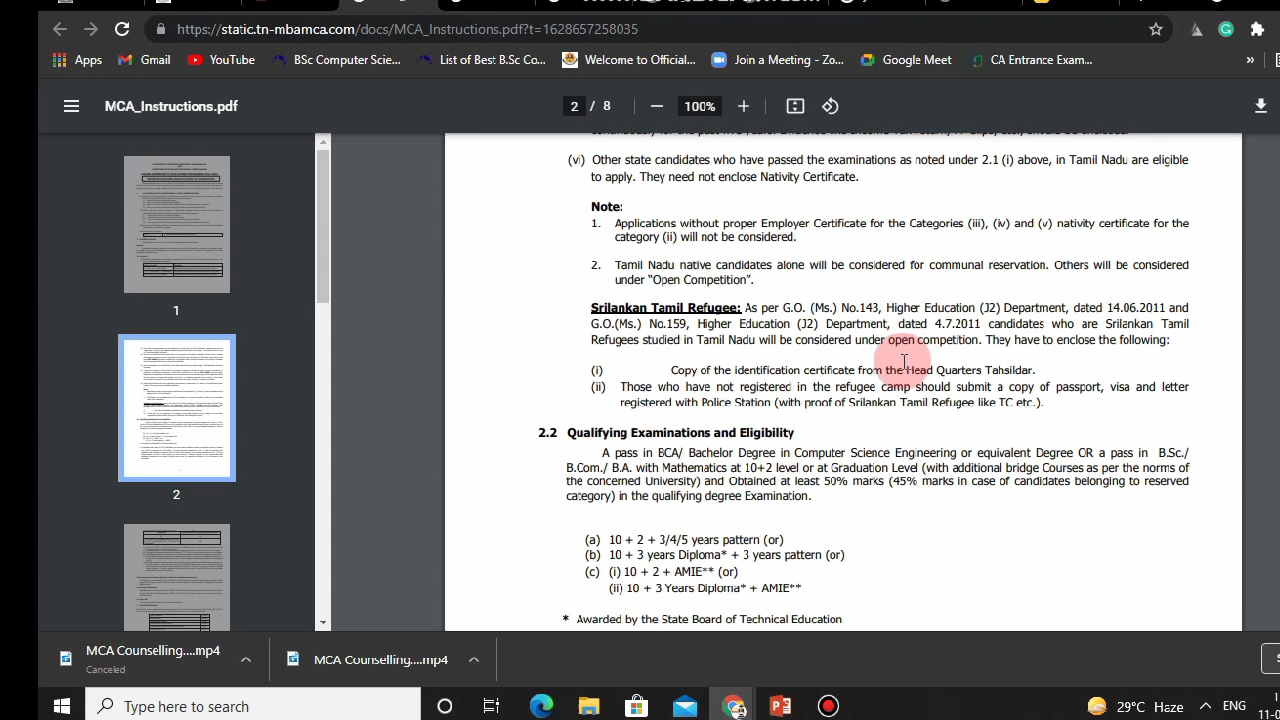 https://static.tn-mbamca.com/docs/MCA_Instructions.pdf?t=1628657258035
Apps
Gmail
YouTube
BSc Computer Scie...
List of Best B.Sc Co...
Welcome to Official...
Join a Meeting - Zo...
Google Meet
CA Entrance Exam...
»
MCA_Instructions.pdf
2 / 8
100%
(vi) Other state candidates who have passed the examinations as noted under 2.1 (i) above, in Tamil Nadu are eligible
to apply. They need not enclose Nativity Certificate.
Note:
1. Applications without proper Employer Certificate for the Categories (iii), (iv) and (v) nativity certificate for the
category (ii) will not be considered.
2. Tamil Nadu native candidates alone will be considered for communal reservation. Others will be considered
under "Open Competition".
Srilankan Tamil Refugee: As per G.O. (Ms.) No.143, Higher Education (J2) Department, dated 14.06.2011 and
G.O.(Ms.) No.159, Higher Education (J2) Department, dated 4.7.2011 candidates who are Srilankan Tamil
Refugees studied in Tamil Nadu will be considered under open competition. They have to enclose the following:
(i) Copy of the identification certificate from the Head Quarters Tahsildar.
(ii) Those who have not registered in the refugee camp should submit a copy of passport, visa and letter
registered with Police Station (with proof of Srilankan Tamil Refugee like TC etc.)
2.2 Qualifying Examinations and Eligibility
A pass in BCA/ Bachelor Degree in Computer Science Engineering or equivalent Degree OR a pass in B.Sc./
B.Com./ B.A. with Mathematics at 10+2 level or at Graduation Level (with additional bridge Courses as per the norms of
the concerned University) and Obtained at least 50% marks (45% marks in case of candidates belonging to reserved
category) in the qualifying degree Examination.
(a) 10 + 2 + 3/4/5 years pattern (or)
(b) 10 + 3 years Diploma* + 3 years pattern (or)
(c) (i) 10 + 2 + AMIE** (or)
(ii) 10 + 3 Years Diploma* + AMIE**
* Awarded by the State Board of Technical Education
1
2
MCA Counselling....mp4
Canceled
MCA Counselling....mp4
Type here to search
29°C Haze
ENG